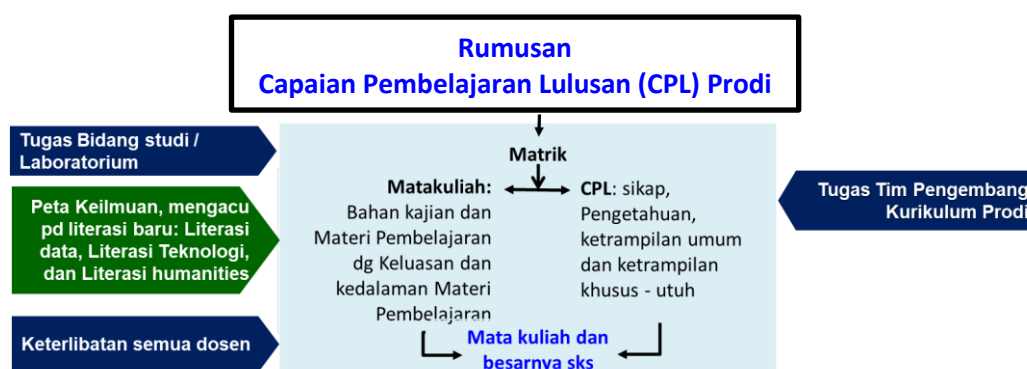 Rumusan
Capaian Pembelajaran Lulusan (CPL) Prodi
Tugas Bidang studi /
Laboratorium
Peta Keilmuan, mengacu
pd literasi baru: Literasi
data, Literasi Teknologi,
dan Literasi humanities
Keterlibatan semua dosen
Matrik
Matakuliah:
Bahan kajian dan
Materi Pembelajaran
dg Keluasan dan
kedalaman Materi
Pembelajaran
CPL: sikap,
Pengetahuan,
ketrampilan umum
dan ketrampilan
khusus - utuh
Mata kuliah dan
besarnya sks
Tugas Tim Pengembang
Kurikulum Prodi